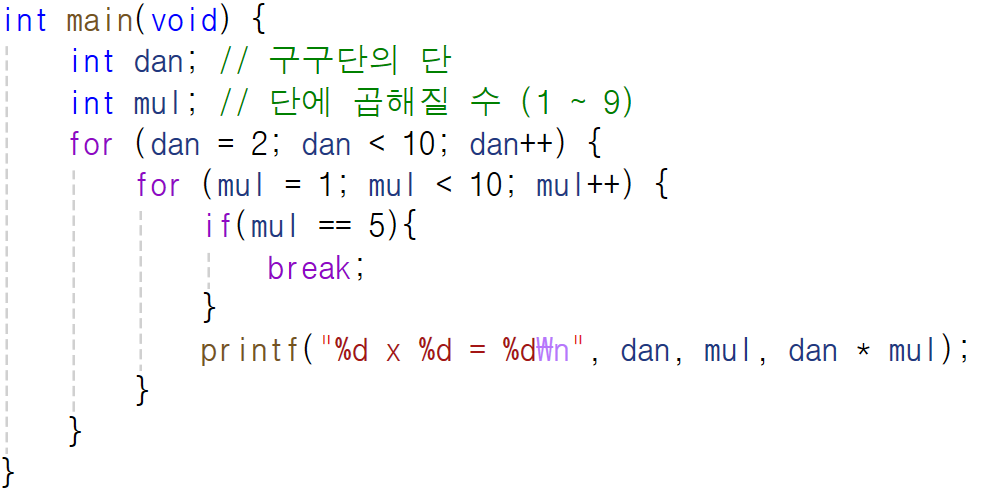 int main(void) {
    int dan; // 구구단의 단
    int mul; // 단에 곱해질 수 (1 ~ 9)
    for (dan = 2; dan < 10; dan++) {
        for (mul = 1; mul < 10; mul++) {
            if(mul == 5){
                break;
            }
            printf("%d x %d = %d₩n", dan, mul, dan * mul);
        }
    }
}